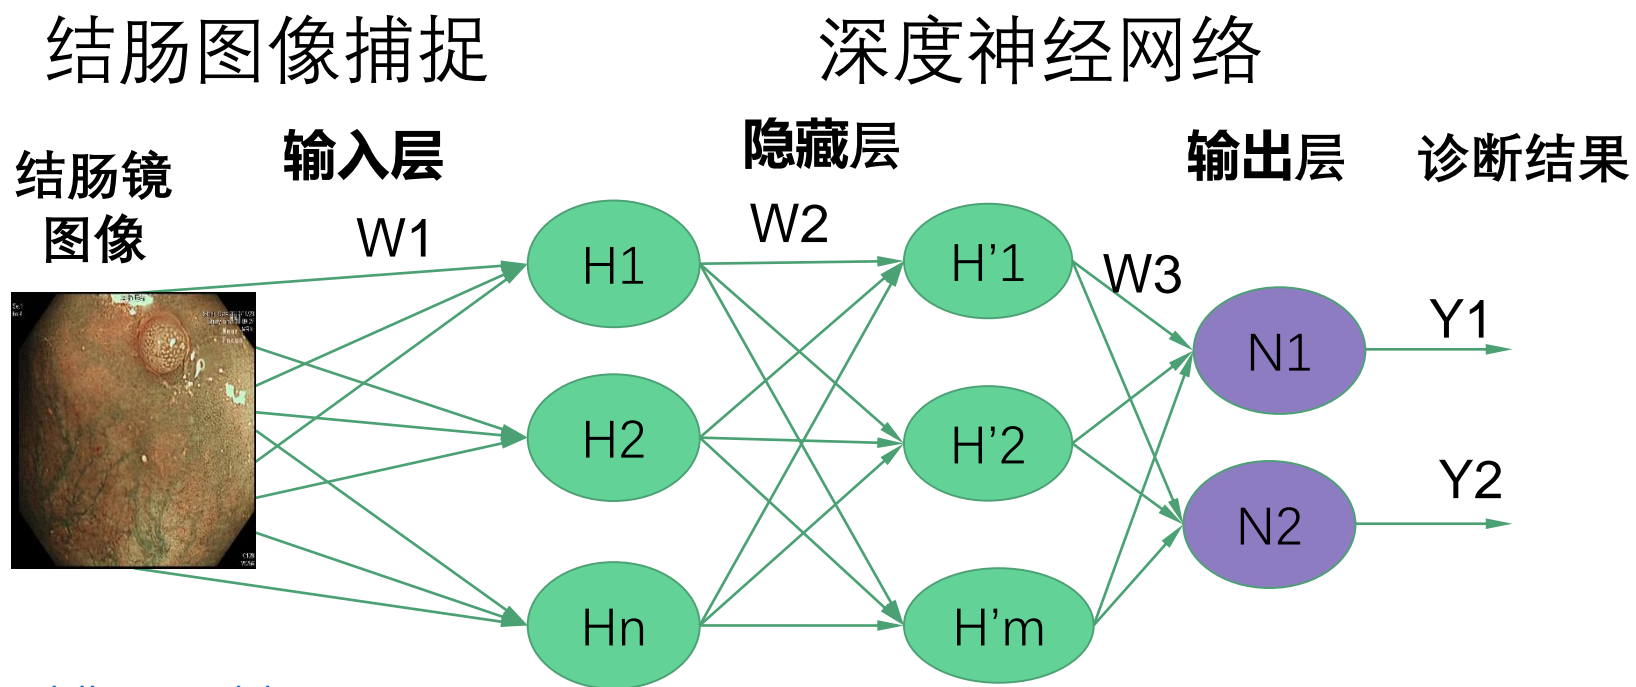 结肠图像捕捉
深度神经网络
结肠镜
图像
输入层
隐藏层
输出层
诊断结果
W1
W2
W3
H1
H'1
N1
Y1
H2
H'2
N2
Y2
Hn
H'm